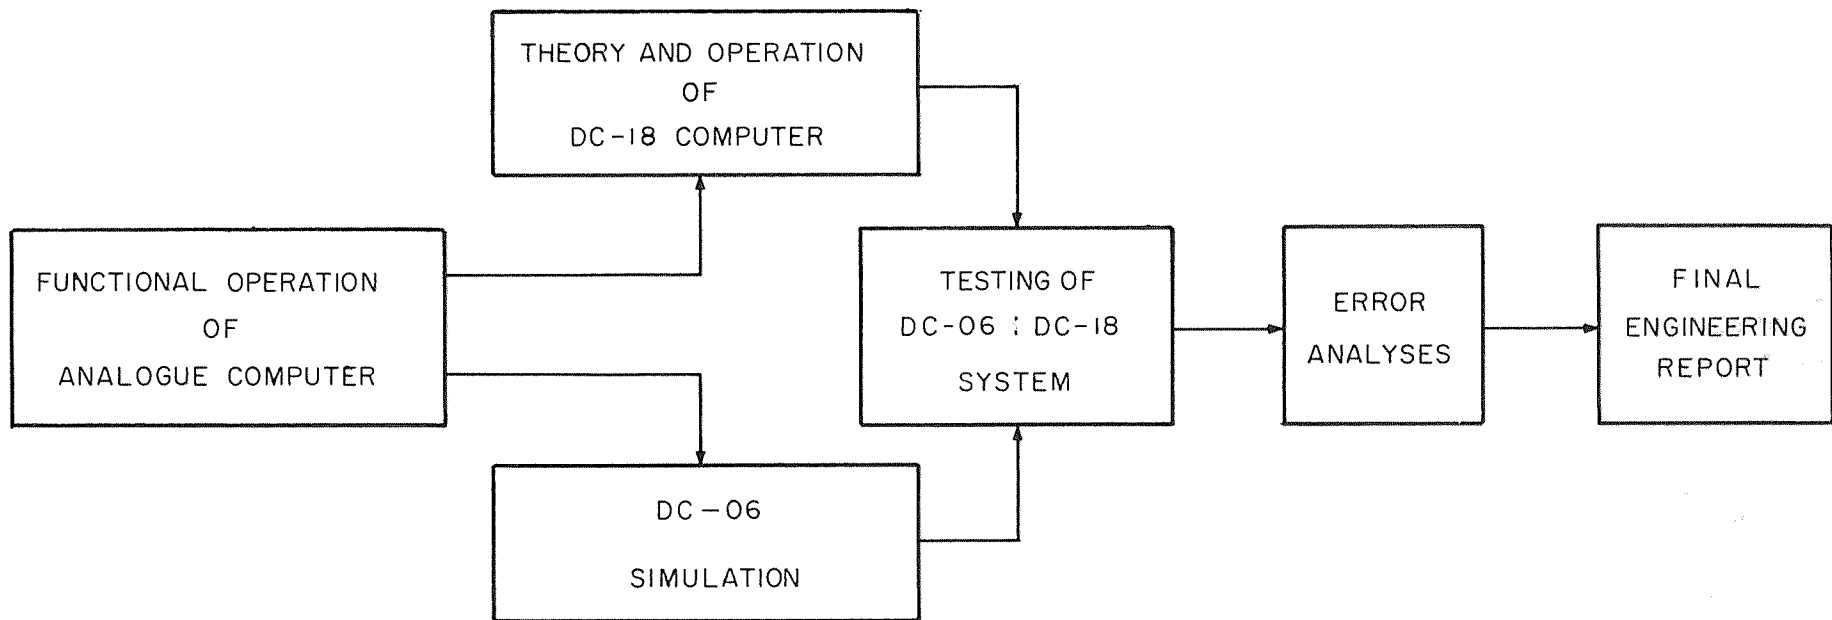 FUNCTIONAL OPERATION
OF
ANALOGUE COMPUTER
THEORY AND OPERATION
OF
DC-18 COMPUTER
DC-06
SIMULATION
TESTING OF
DC-06 : DC-18
SYSTEM
ERROR
ANALYSES
FINAL
ENGINEERING
REPORT